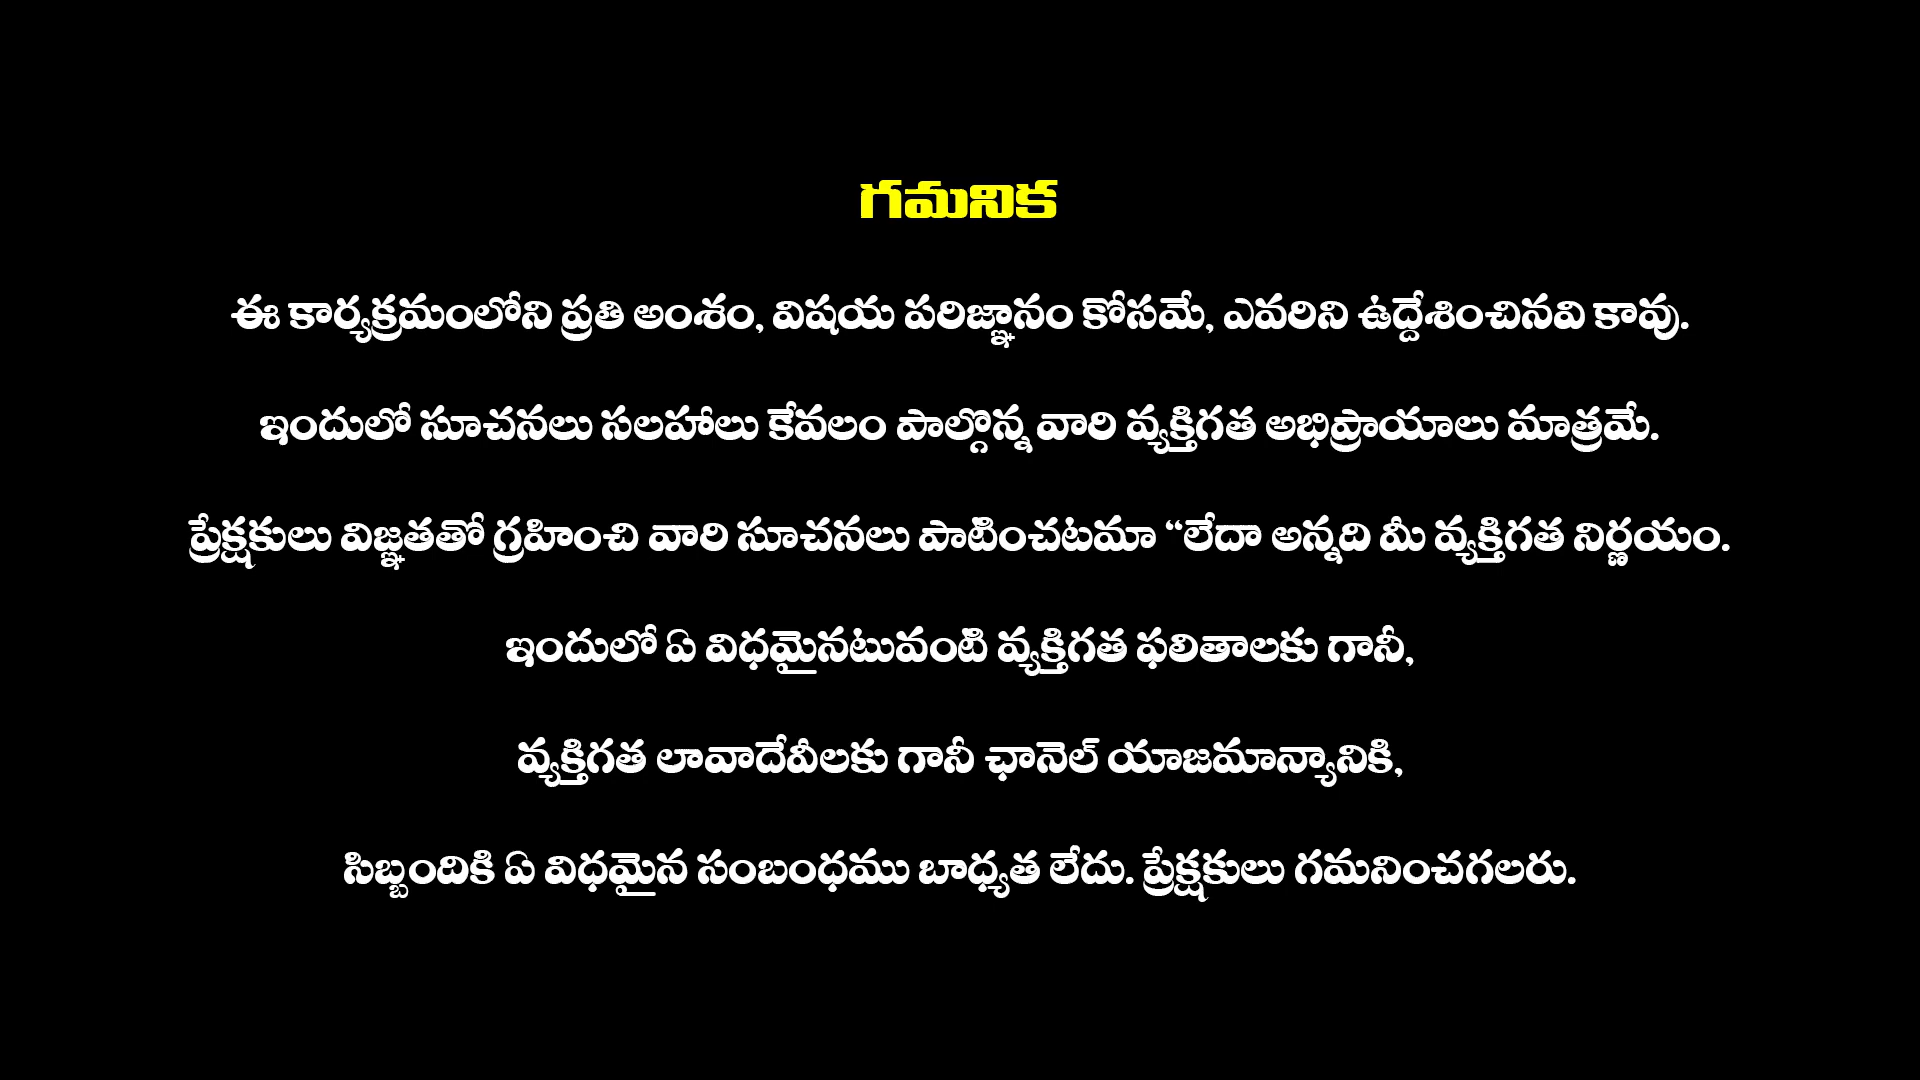 గమనిక
ఈ కార్యక్రమంలోని ప్రతి అంశం, విషయ పరిజ్ఞానం కోసమే, ఎవరిని ఉద్దేశించినవి కావు.
ఇందులో సూచనలు సలహాలు కేవలం పాల్గొన్న వారి వ్యక్తిగత అభిప్రాయాలు మాత్రమే.
ప్రేక్షకులు విజ్ఞతతో గ్రహించి వారి సూచనలు పాటించటమా “లేదా అన్నది మీ వ్యక్తిగత నిర్ణయం.
ఇందులో ఏ విధమైనటువంటి వ్యక్తిగత ఫలితాలకు గానీ,
వ్యక్తిగత లావాదేవీలకు గానీ ఛానెల్ యాజమాన్యానికి,
సిబ్బందికి ఏ విధమైన సంబంధము బాధ్యత లేదు. ప్రేక్షకులు గమనించగలరు.